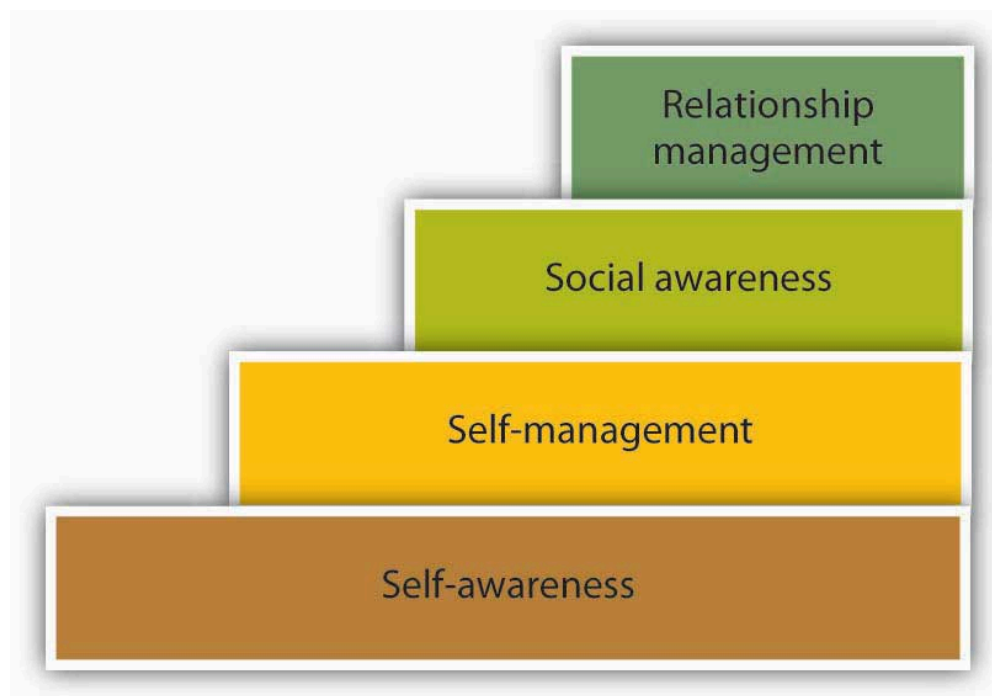 Relationship
management
Social awareness
Self-management
Self-awareness